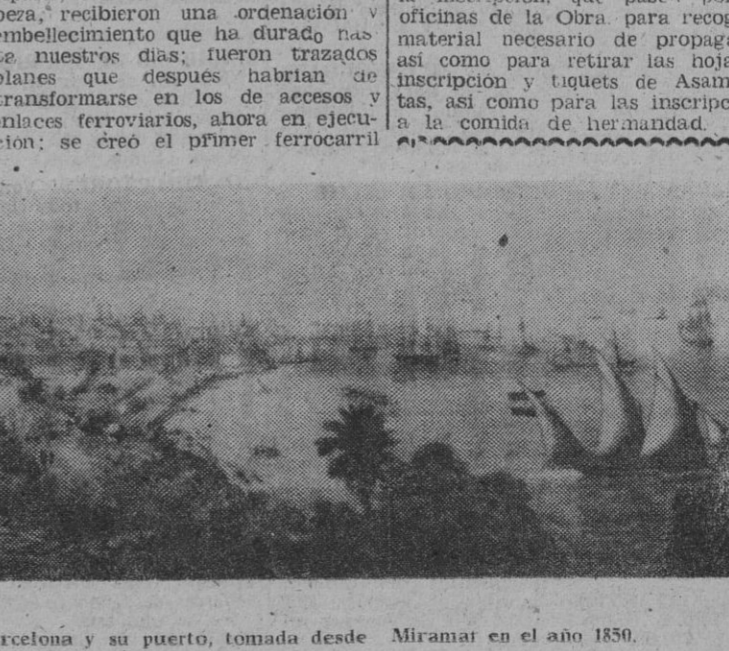 beza, recibieron una ordenación y
embellecimiento que ha durado has-
ta nuestros días; fueron trazados
planes que después habrían de
transformarse en los de accesos y
enlaces ferroviarios, ahora en ejecu-
ción; se creó el primer ferrocarril
oficinas de la Obra para recog
material necesario de propaga
así como para retirar las hoja
inscripción y tiquets de Asam
tas, así como para las inscripc
a la comida de hermandad.
rcelona y su puerto, tomada desde Miramar en el año 1850.